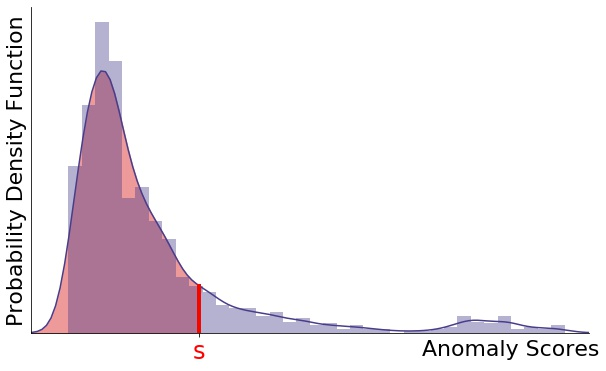 Probability Density Function
s
Anomaly Scores